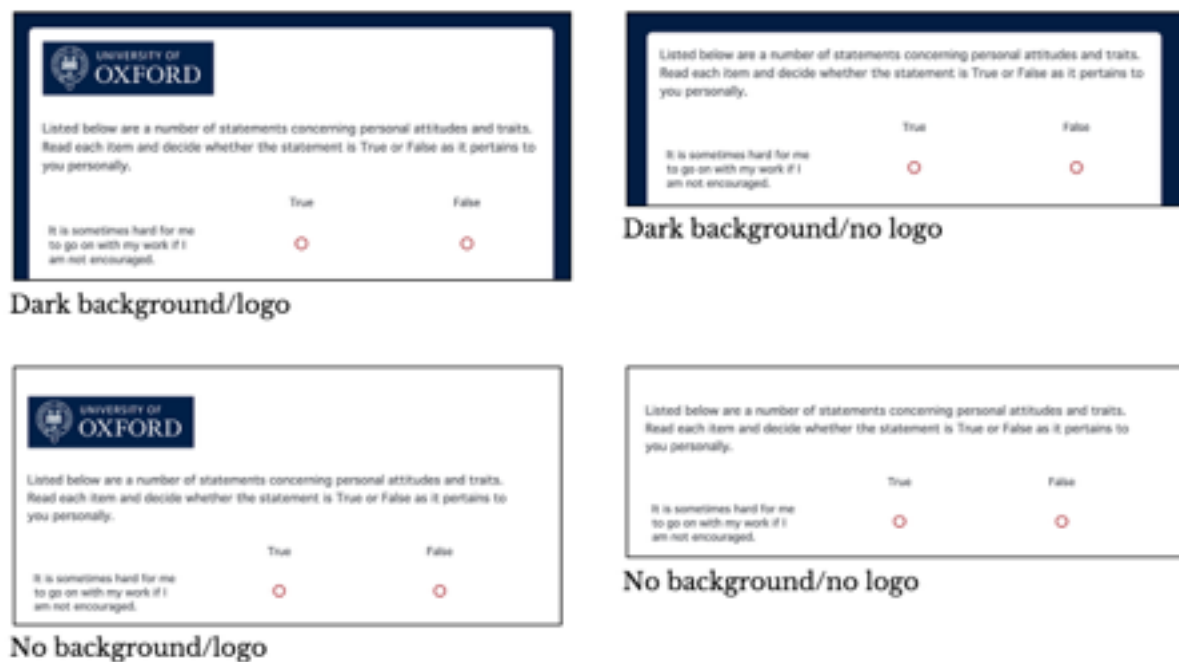 UNIVERSITY OF
OXFORD
Listed below are a number of statements concerning personal attitudes and traits.
Read each item and decide whether the statement is True or False as it pertains to
you personally.
True False
It is sometimes hard for me
to go on with my work if I
am not encouraged.
Dark background/logo
Listed below are a number of statements concerning personal attitudes and traits.
Read each item and decide whether the statement is True or False as it pertains to
you personally.
True False
It is sometimes hard for me
to go on with my work if I
am not encouraged.
Dark background/no logo
UNIVERSITY OF
OXFORD
Listed below are a number of statements concerning personal attitudes and traits.
Read each item and decide whether the statement is True or False as it pertains to
you personally.
True False
It is sometimes hard for me
to go on with my work if I
am not encouraged.
No background/logo
Listed below are a number of statements concerning personal attitudes and traits.
Read each item and decide whether the statement is True or False as it pertains to
you personally.
True False
It is sometimes hard for me
to go on with my work if I
am not encouraged.
No background/no logo